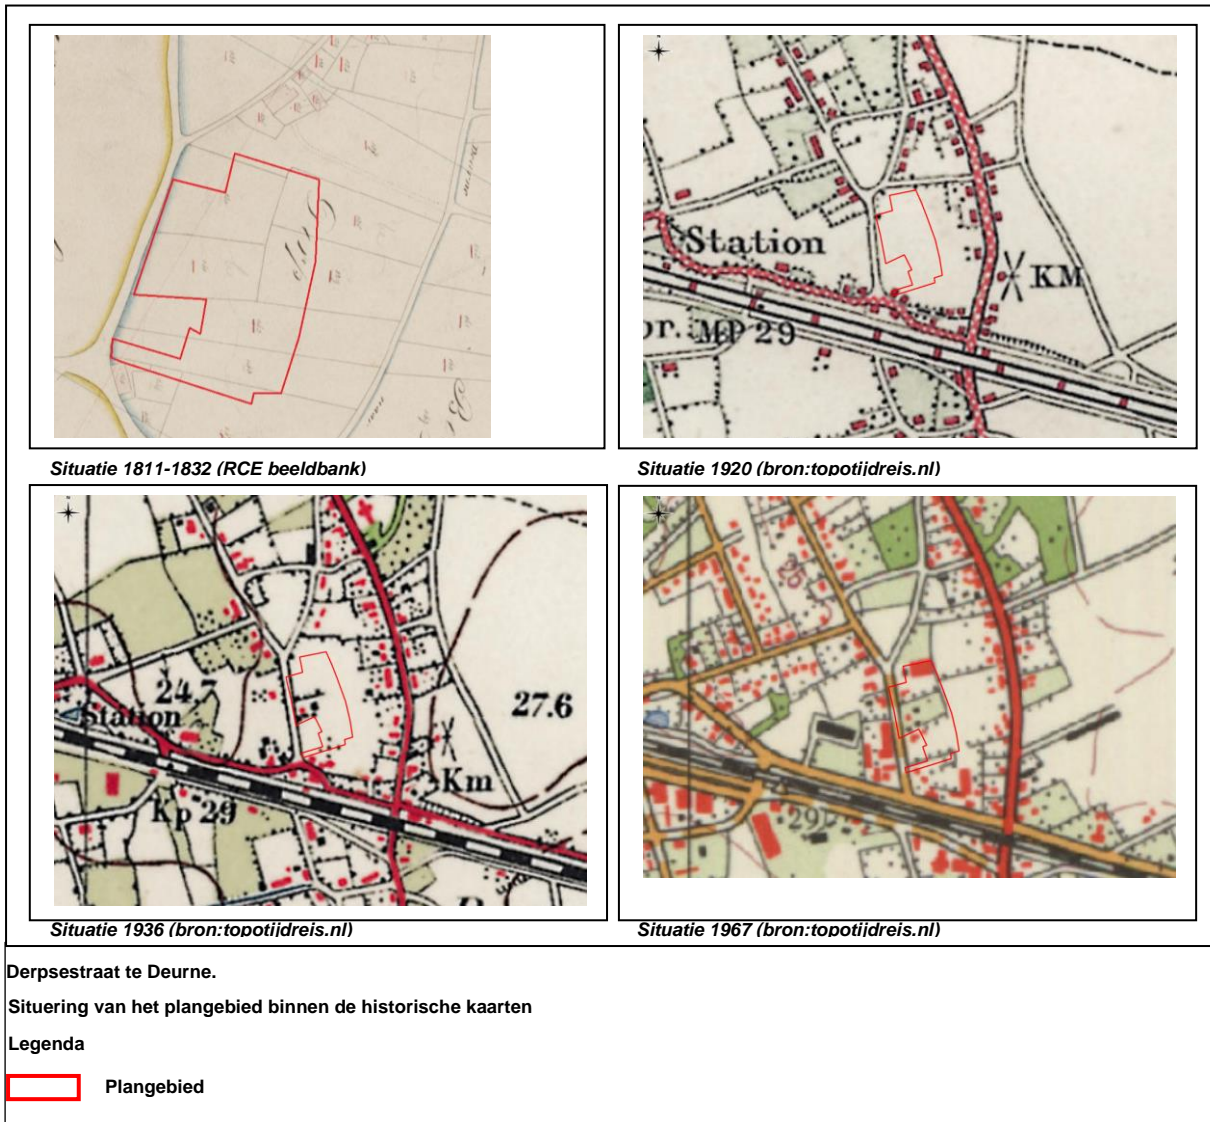 Situatie 1811-1832 (RCE beeldbank)
Station
KM
MP 29
Situatie 1920 (bron:topotijdreis.nl)
24.7
Station
27.6
Km
Kp 29
Situatie 1936 (bron:topotijdreis.nl)
29
Situatie 1967 (bron:topotijdreis.nl)
Derpsestraat te Deurne.
Situering van het plangebied binnen de historische kaarten
Legenda
Plangebied